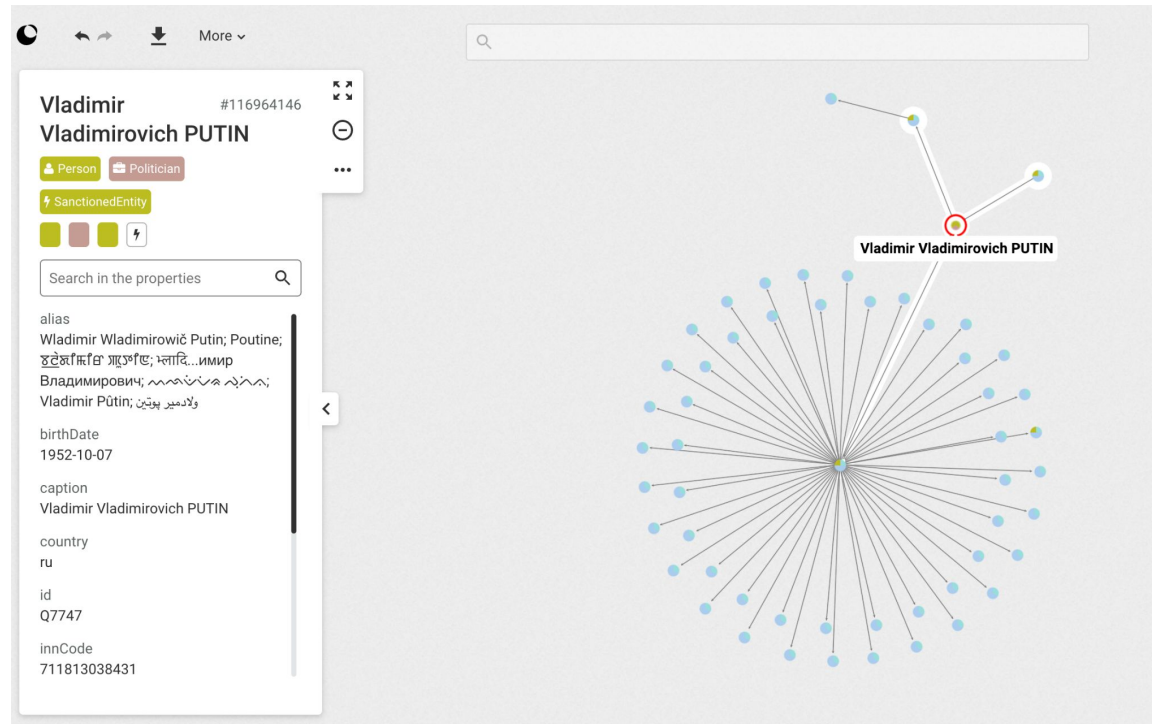 More
Vladimir
Vladimirovich PUTIN
#116964146
Person
Politician
SanctionedEntity
Search in the properties
alias
Wladimir Wladimirowič Putin; Poutine;
भ्लादि...имир
Владимирович;
Vladimir Pûtin; ولادمیر پوتین
birthDate
1952-10-07
caption
Vladimir Vladimirovich PUTIN
country
ru
id
Q7747
innCode
711813038431
Vladimir Vladimirovich PUTIN